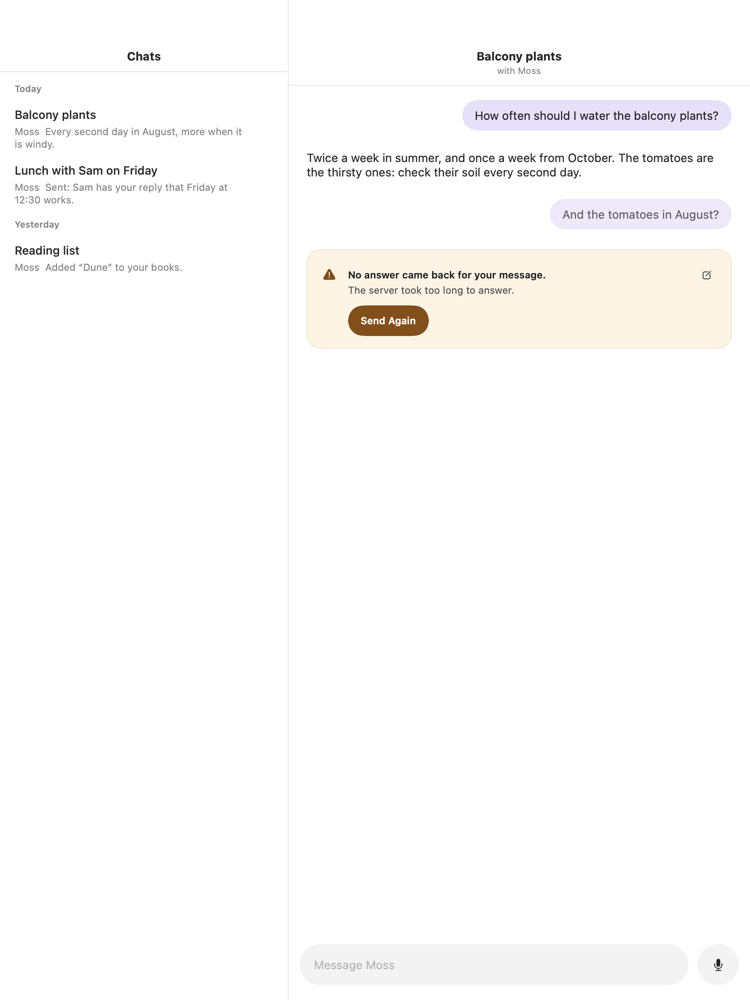 Chats
Today
Balcony plants
Moss Every second day in August, more when it
is windy.
Lunch with Sam on Friday
Moss Sent: Sam has your reply that Friday at
12:30 works.
Yesterday
Reading list
Moss Added “Dune” to your books.
Balcony plants
with Moss
How often should I water the balcony plants?
Twice a week in summer, and once a week from October. The tomatoes are
the thirsty ones: check their soil every second day.
And the tomatoes in August?
No answer came back for your message.
The server took too long to answer.
Send Again
Message Moss